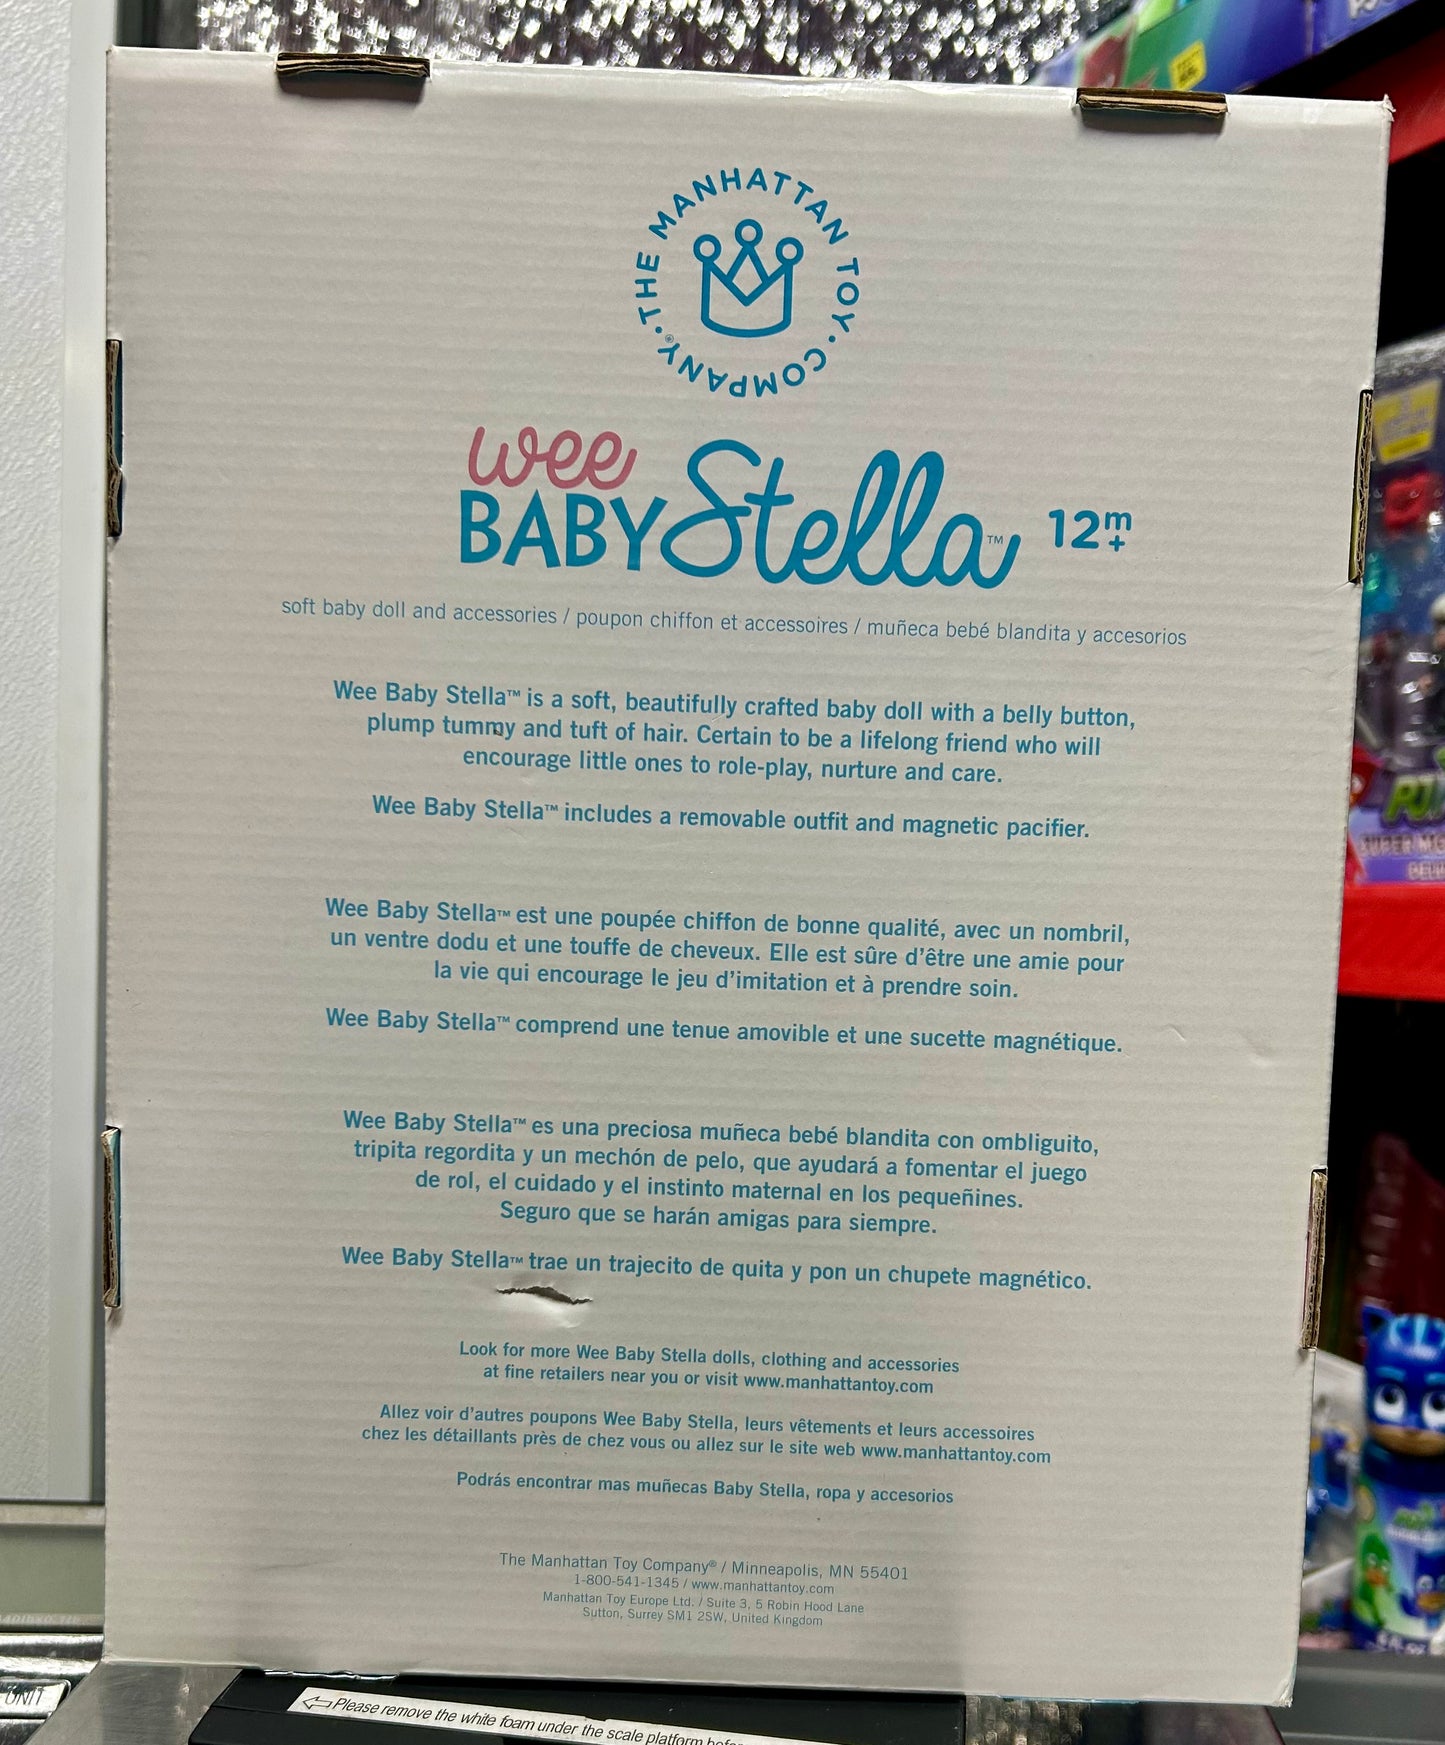 THE MANHATTAN TOY · COMPANY® ·
wee
BABY Stella™ 12m+
soft baby doll and accessories / poupon chiffon et accessoires / muñeca bebé blandita y accesorios
Wee Baby Stella™ is a soft, beautifully crafted baby doll with a belly button,
plump tummy and tuft of hair. Certain to be a lifelong friend who will
encourage little ones to role-play, nurture and care.
Wee Baby Stella™ includes a removable outfit and magnetic pacifier.
Wee Baby Stella™ est une poupée chiffon de bonne qualité, avec un nombril,
un ventre dodu et une touffe de cheveux. Elle est sûre d'être une amie pour
la vie qui encourage le jeu d'imitation et à prendre soin.
Wee Baby Stella™ comprend une tenue amovible et une sucette magnétique.
Wee Baby Stella™ es una preciosa muñeca bebé blandita con ombliguito,
tripita regordita y un mechón de pelo, que ayudará a fomentar el juego
de rol, el cuidado y el instinto maternal en los pequeñines.
Seguro que se harán amigas para siempre.
Wee Baby Stella™ trae un trajecito de quita y pon un chupete magnético.
Look for more Wee Baby Stella dolls, clothing and accessories
at fine retailers near you or visit www.manhattantoy.com
Allez voir d'autres poupons Wee Baby Stella, leurs vêtements et leurs accessoires
chez les détaillants près de chez vous ou allez sur le site web www.manhattantoy.com
Podrás encontrar mas muñecas Baby Stella, ropa y accesorios
The Manhattan Toy Company® / Minneapolis, MN 55401
1-800-541-1345 / www.manhattantoy.com
Manhattan Toy Europe Ltd. / Suite 3, 5 Robin Hood Lane
Sutton, Surrey SM1 2SW, United Kingdom
UNIT
Please remove the white foam under the scale platform
SUPER